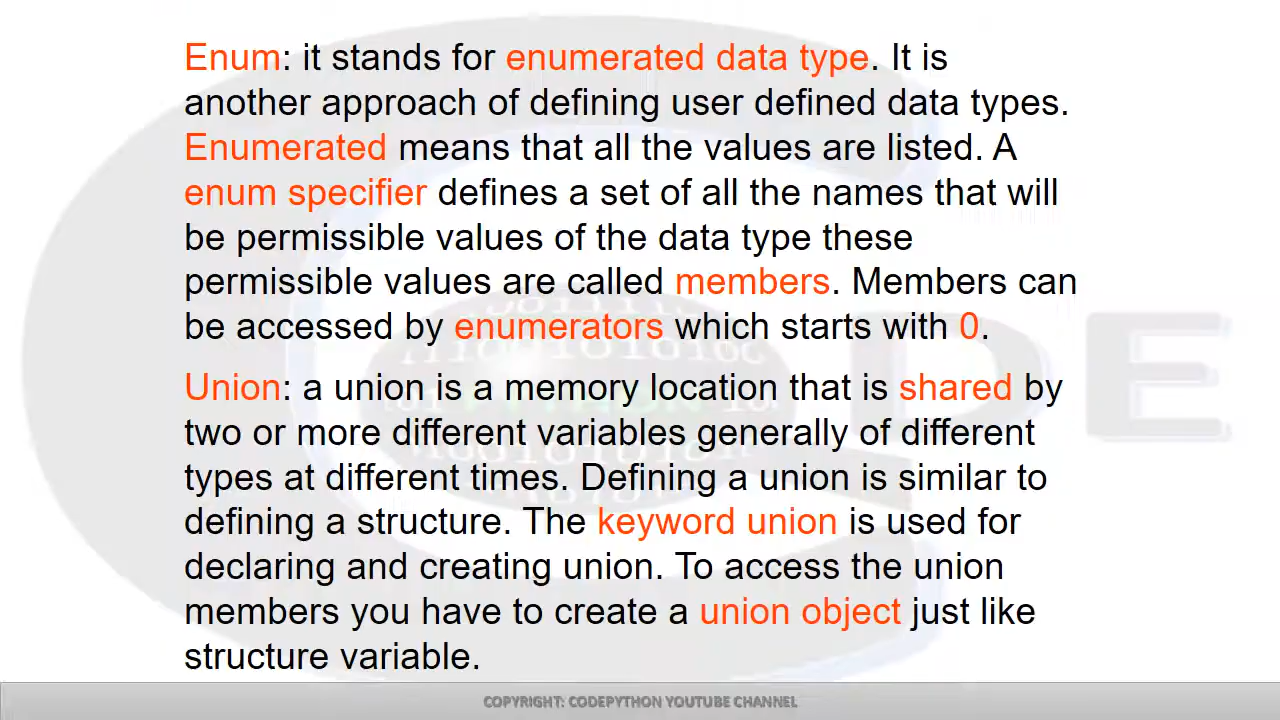 Enum: it stands for enumerated data type. It is
another approach of defining user defined data types.
Enumerated means that all the values are listed. A
enum specifier defines a set of all the names that will
be permissible values of the data type these
permissible values are called members. Members can
be accessed by enumerators which starts with 0.
Union: a union is a memory location that is shared by
two or more different variables generally of different
types at different times. Defining a union is similar to
defining a structure. The keyword union is used for
declaring and creating union. To access the union
members you have to create a union object just like
structure variable.
COPYRIGHT: CODEPYTHON YOUTUBE CHANNEL